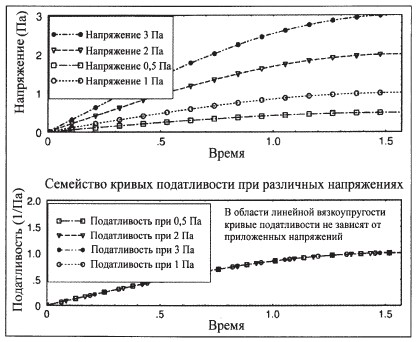 Напряжение (Па)
3
2
1
0
Напряжение 3 Па
Напряжение 2 Па
Напряжение 0,5 Па
Напряжение 1 Па
0
.5
1.0
1.5
Время
Семейство кривых податливости при различных напряжениях
Податливость (1/Па)
2.0
1.5
1.0
.5
.0
Податливость при 0,5 Па
Податливость при 2 Па
Податливость при 3 Па
Податливость при 1 Па
В области линейной вязкоупругости
кривые податливости не зависят от
приложенных напряжений
0
.5
1.0
1.5
Время